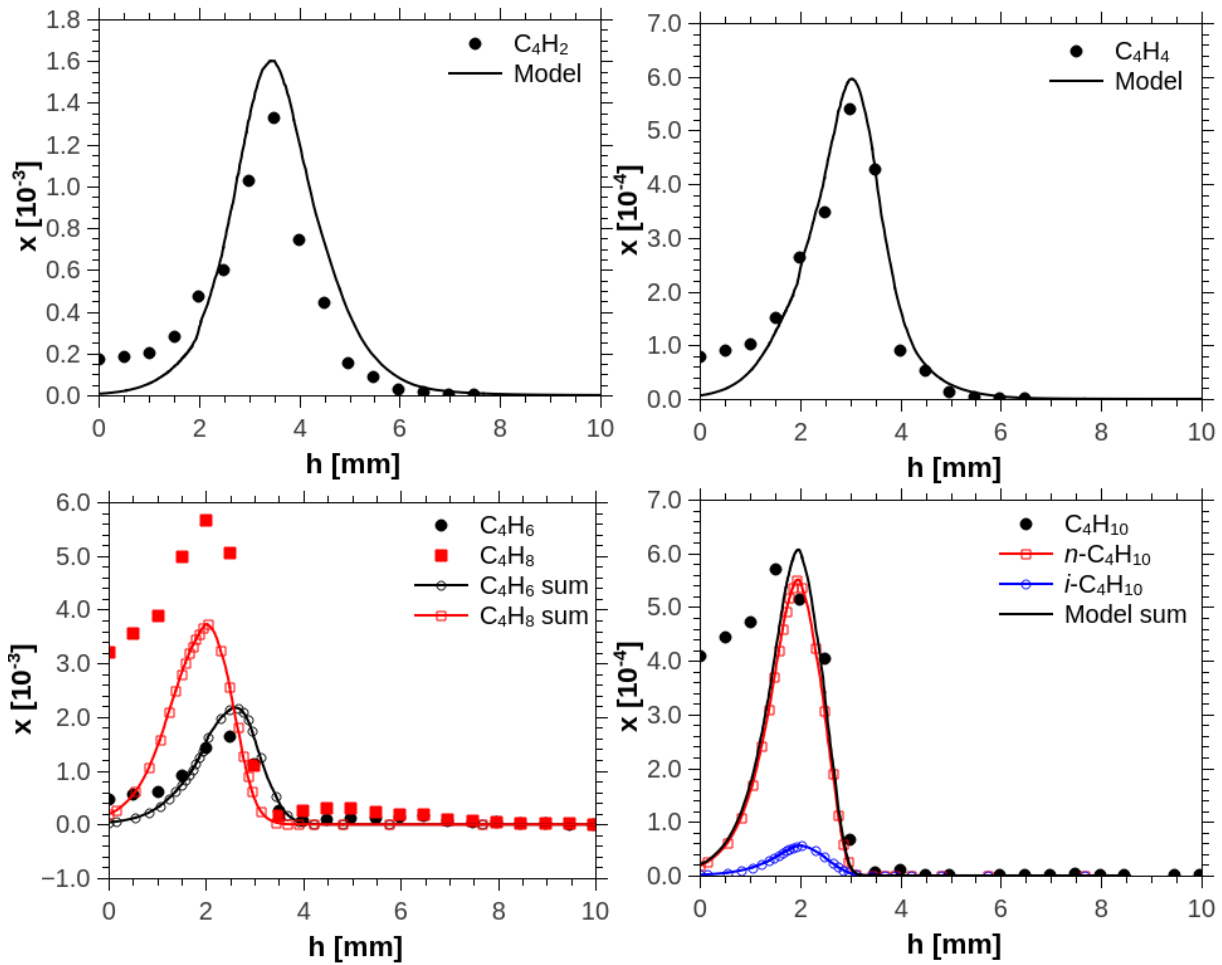 1.8
1.6
1.4
1.2
1.0
0.8
0.6
0.4
0.2
0.0
x [10⁻³]
C₄H₂
Model
0 2 4 6 8 10
h [mm]
7.0
6.0
5.0
4.0
3.0
2.0
1.0
0.0
x [10⁻⁴]
C₄H₄
Model
0 2 4 6 8 10
h [mm]
6.0
5.0
4.0
3.0
2.0
1.0
0.0
−1.0
x [10⁻³]
C₄H₆
C₄H₈
C₄H₆ sum
C₄H₈ sum
0 2 4 6 8 10
h [mm]
7.0
6.0
5.0
4.0
3.0
2.0
1.0
0.0
x [10⁻⁴]
C₄H₁₀
n-C₄H₁₀
i-C₄H₁₀
Model sum
0 2 4 6 8 10
h [mm]